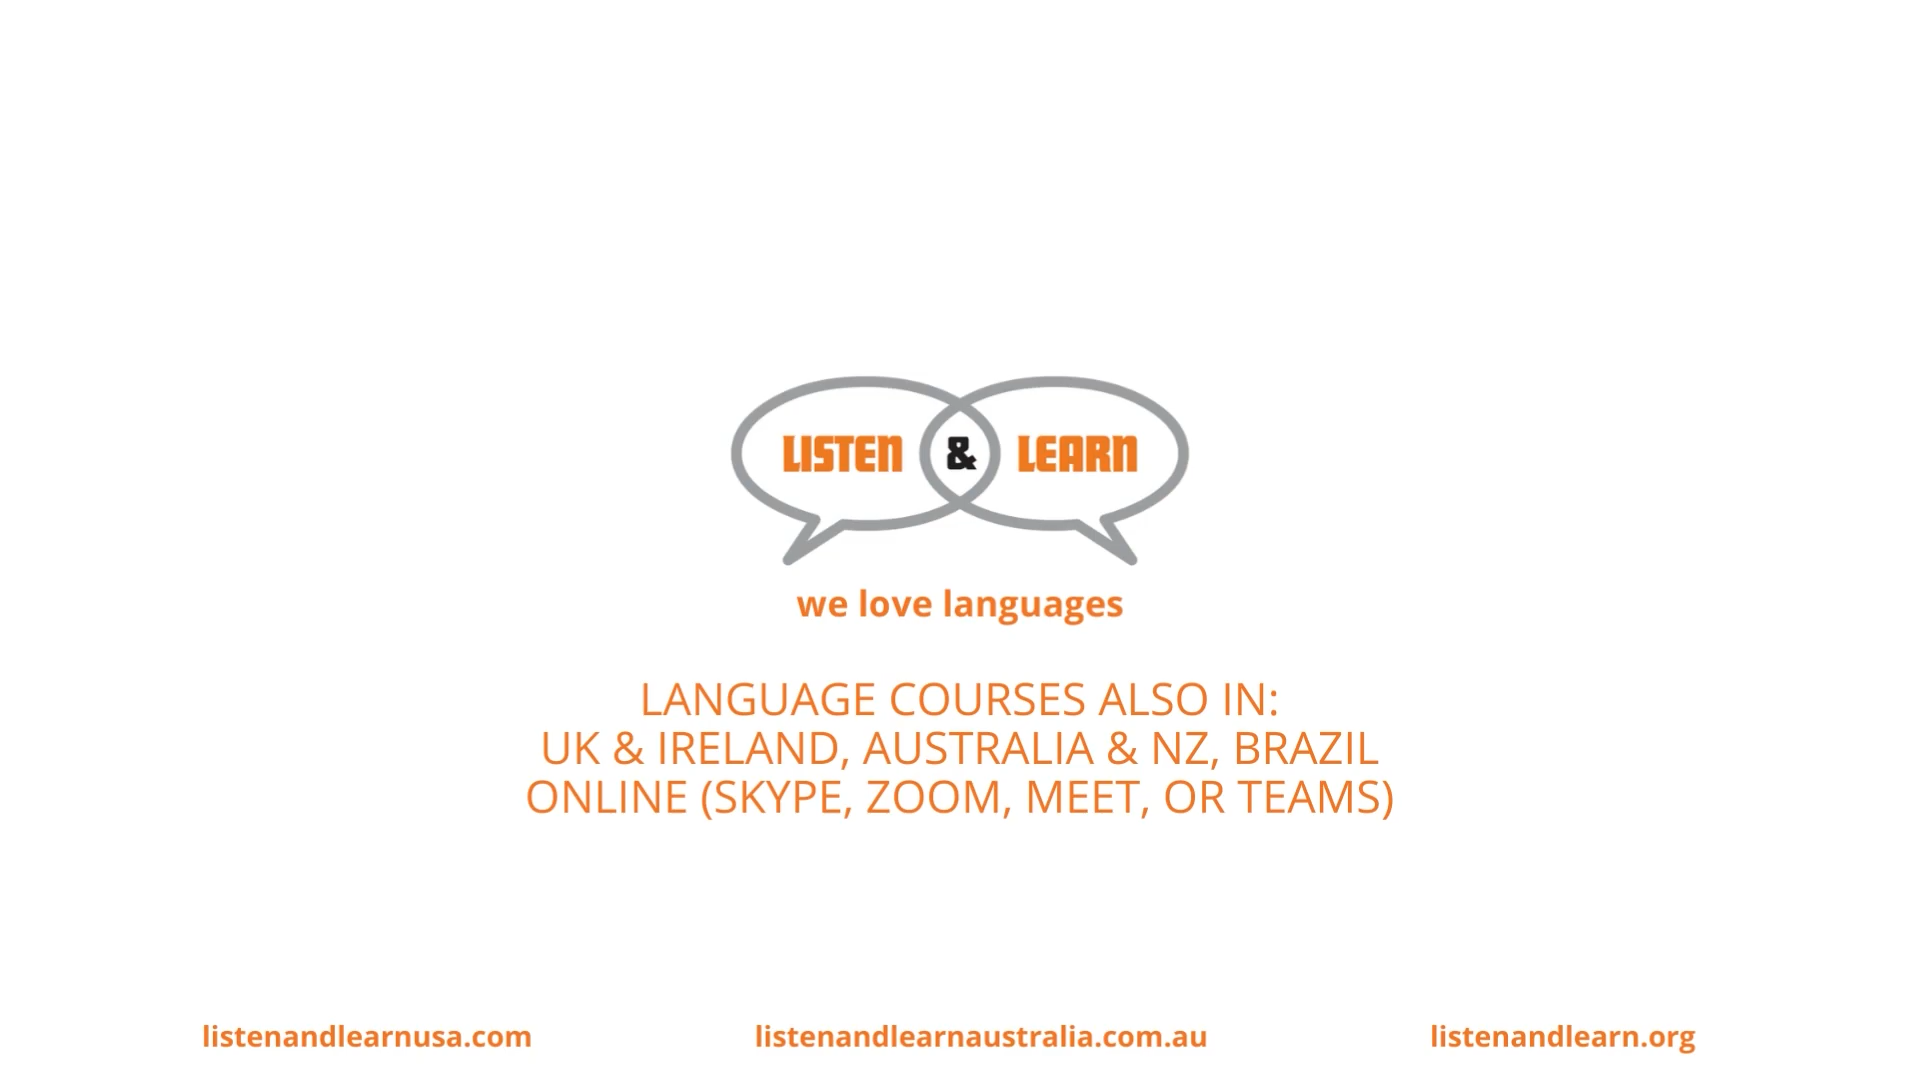 LISTEN & LEARN
we love languages
LANGUAGE COURSES ALSO IN:
UK & IRELAND, AUSTRALIA & NZ, BRAZIL
ONLINE (SKYPE, ZOOM, MEET, OR TEAMS)
listenandlearnusa.com
listenandlearnaustralia.com.au
listenandlearn.org